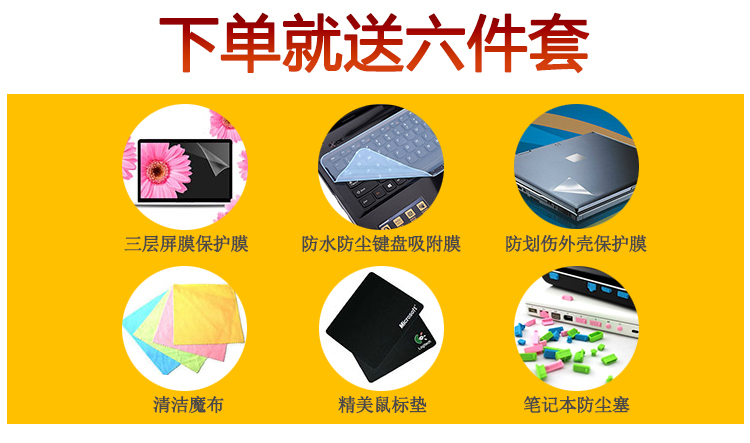 下单就送六件套
三层屏膜保护膜
防水防尘键盘吸附膜
防划伤外壳保护膜
Microsoft
Logitech
清洁魔布
精美鼠标垫
笔记本防尘塞